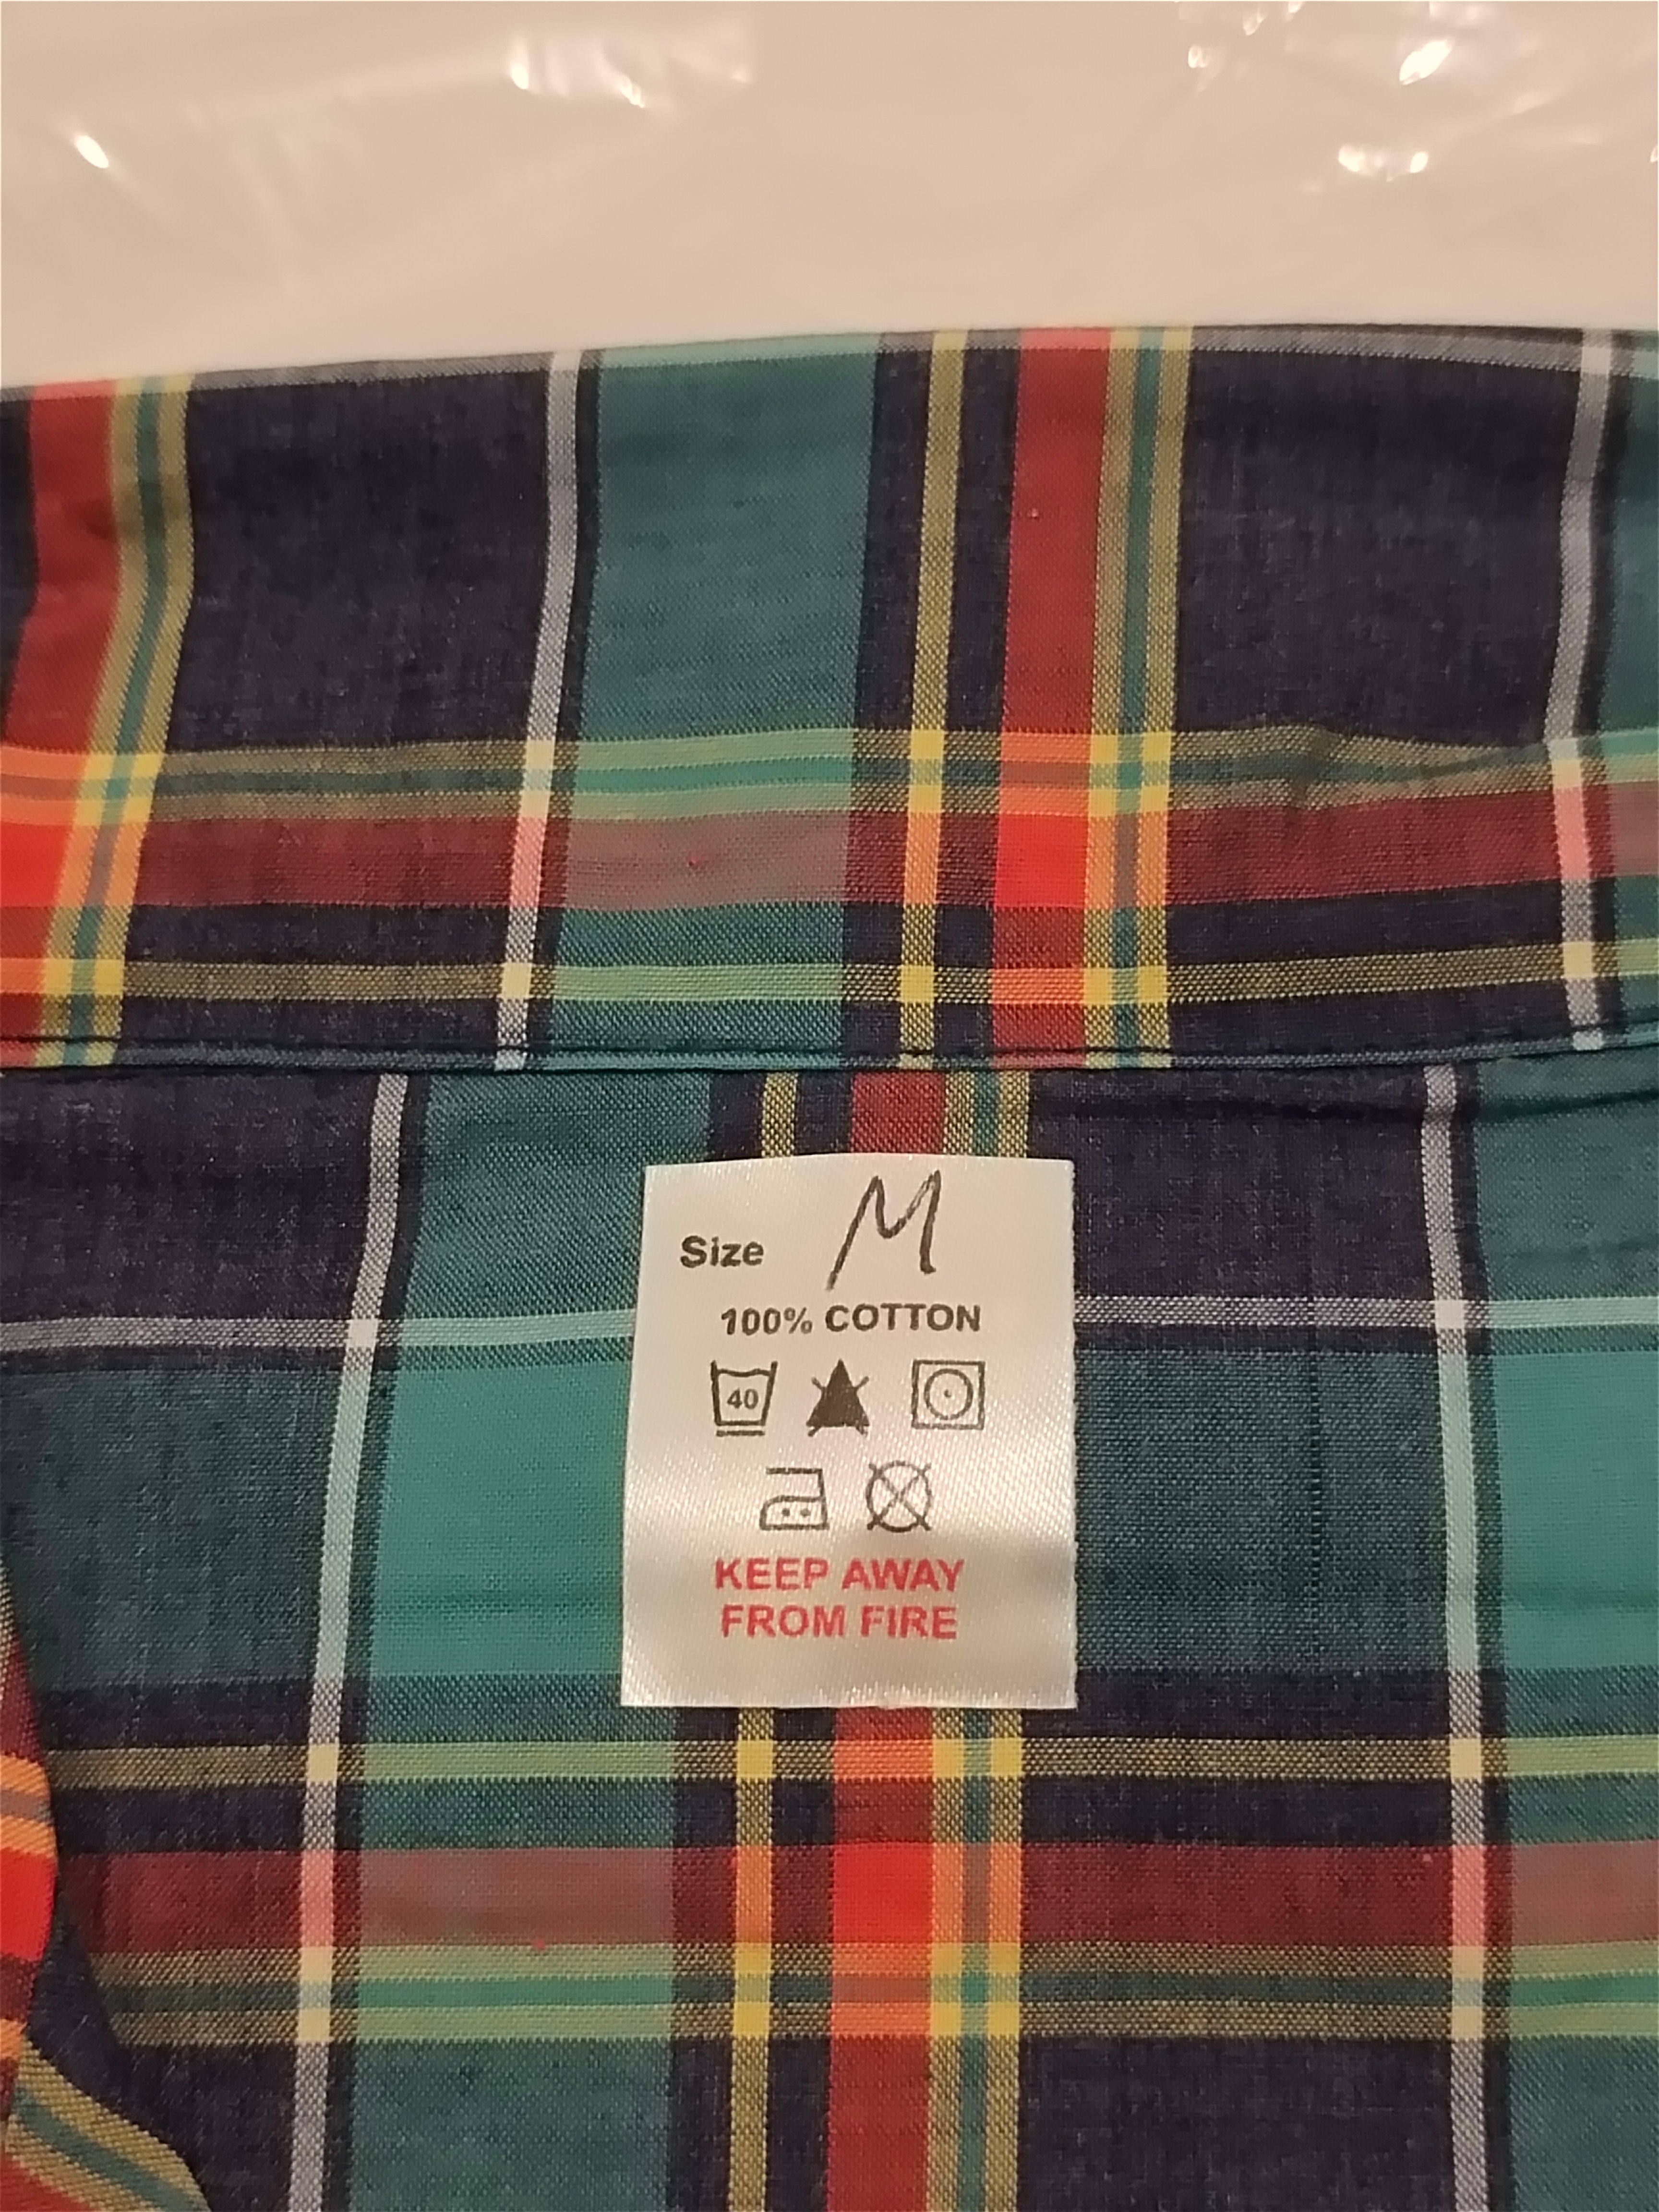 Size M
100% COTTON
40
KEEP AWAY
FROM FIRE